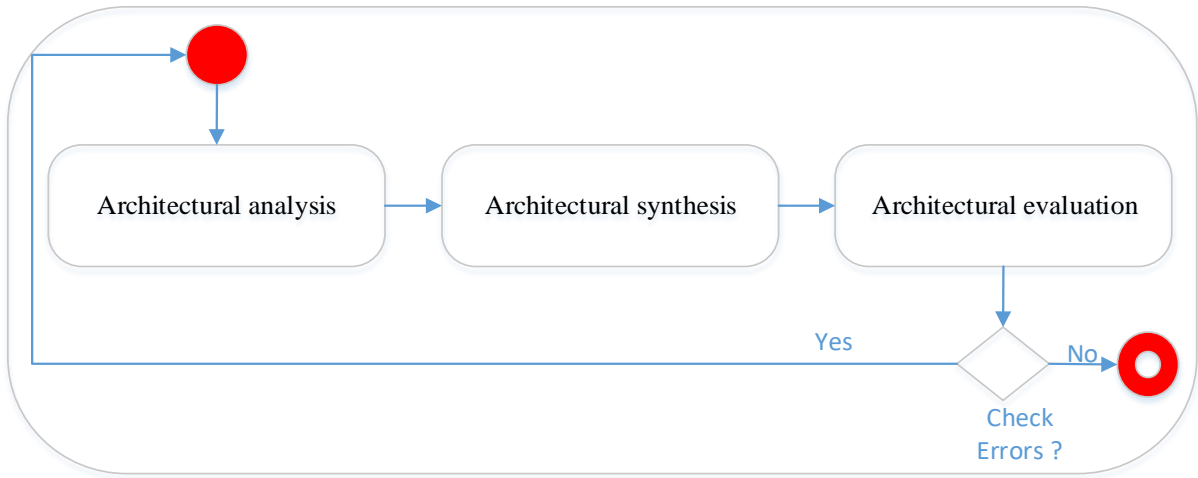 Architectural analysis
Architectural synthesis
Architectural evaluation
Yes
No
Check
Errors ?